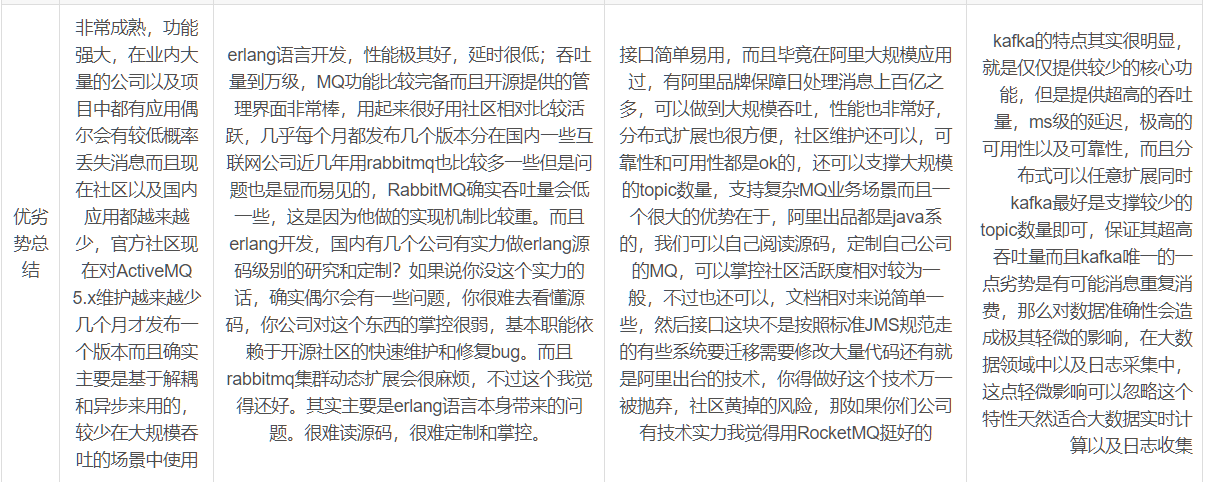 优劣
势总
结
非常成熟，功能
强大，在业内大
量的公司以及项
目中都有应用偶
尔会有较低概率
丢失消息而且现
在社区以及国内
应用都越来越
少，官方社区现
在对ActiveMQ
5.x维护越来越少
几个月才发布一
个版本而且确实
主要是基于解耦
和异步来用的，
较少在大规模吞
吐的场景中使用
erlang语言开发，性能极其好，延时很低；吞吐
量到万级，MQ功能比较完备而且开源提供的管
理界面非常棒，用起来很好用社区相对比较活
跃，几乎每个月都发布几个版本分在国内一些互
联网公司近几年用rabbitmq也比较多一些但是问
题也是显而易见的，RabbitMQ确实吞吐量会低
一些，这是因为他做的实现机制比较重。而且
erlang开发，国内有几个公司有实力做erlang源
码级别的研究和定制？如果说你没这个实力的
话，确实偶尔会有一些问题，你很难去看懂源
码，你公司对这个东西的掌控很弱，基本职能依
赖于开源社区的快速维护和修复bug。而且
rabbitmq集群动态扩展会很麻烦，不过这个我觉
得还好。其实主要是erlang语言本身带来的问
题。很难读源码，很难定制和掌控。
接口简单易用，而且毕竟在阿里大规模应用
过，有阿里品牌保障日处理消息上百亿之
多，可以做到大规模吞吐，性能也非常好，
分布式扩展也很方便，社区维护还可以，可
靠性和可用性都是ok的，还可以支撑大规模
的topic数量，支持复杂MQ业务场景而且一
个很大的优势在于，阿里出品都是java系
的，我们可以自己阅读源码，定制自己公司
的MQ，可以掌控社区活跃度相对较为一
般，不过也还可以，文档相对来说简单一
些，然后接口这块不是按照标准JMS规范走
的有些系统要迁移需要修改大量代码还有就
是阿里出台的技术，你得做好这个技术万一
被抛弃，社区黄掉的风险，那如果你们公司
有技术实力我觉得用RocketMQ挺好的
kafka的特点其实很明显，
就是仅仅提供较少的核心功
能，但是提供超高的吞吐
量，ms级的延迟，极高的
可用性以及可靠性，而且分
布式可以任意扩展同时
kafka最好是支撑较少的
topic数量即可，保证其超高
吞吐量而且kafka唯一的一
点劣势是有可能消息重复消
费，那么对数据准确性会造
成极其轻微的影响，在大数
据领域中以及日志采集中，
这点轻微影响可以忽略这个
特性天然适合大数据实时计
算以及日志收集